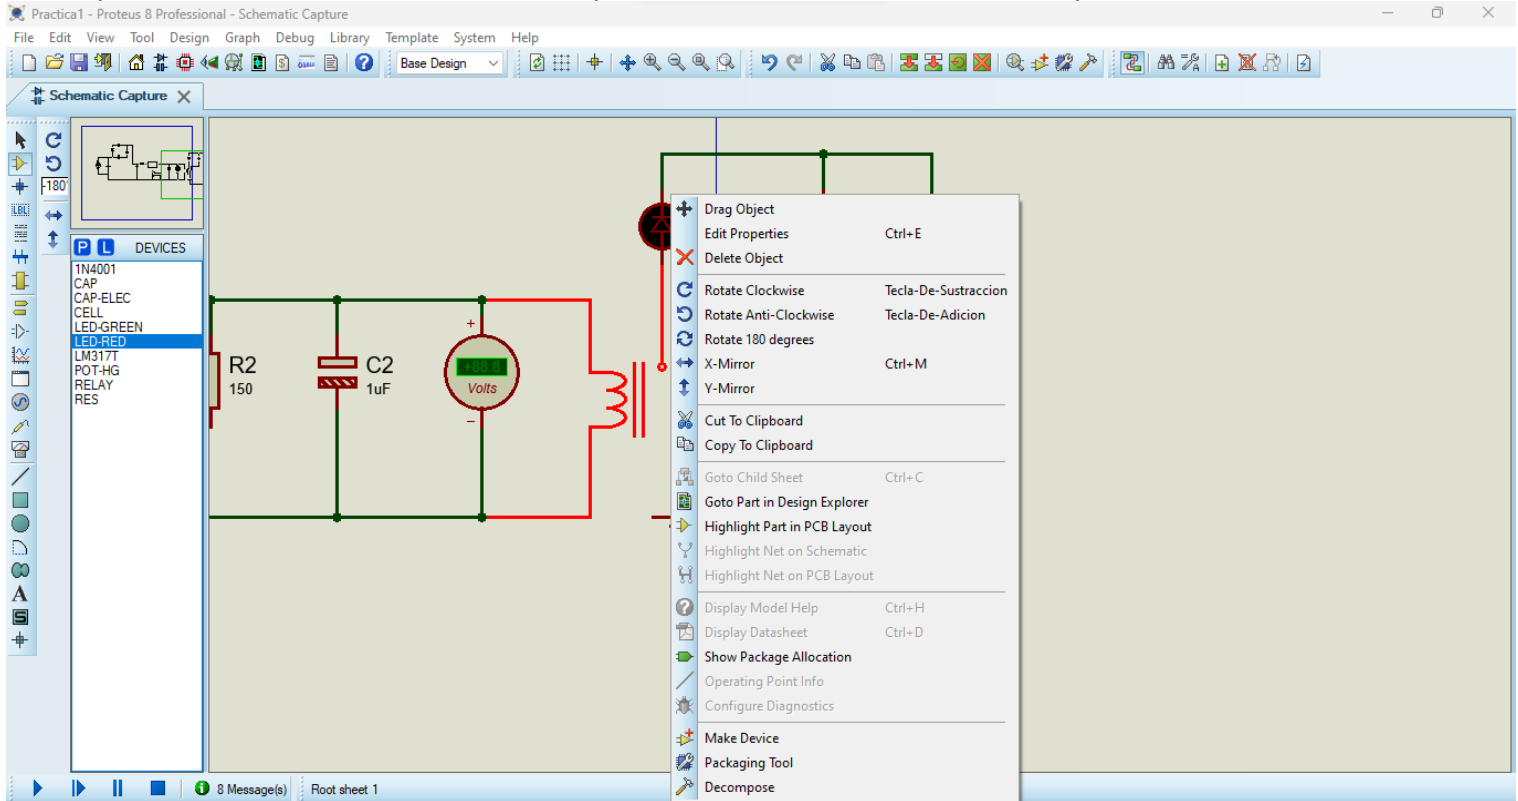 Practica1 - Proteus 8 Professional - Schematic Capture
File Edit View Tool Design Graph Debug Library Template System Help
Base Design
Schematic Capture
-180°
LBL
P L DEVICES
1N4001
CAP
CAP-ELEC
CELL
LED-GREEN
LED-RED
LM317T
POT-HG
RELAY
RES
A
S
R2
150
C2
1uF
+
+88.8
Volts
−
Drag Object
Edit Properties Ctrl+E
Delete Object
Rotate Clockwise Tecla-De-Sustraccion
Rotate Anti-Clockwise Tecla-De-Adicion
Rotate 180 degrees
X-Mirror Ctrl+M
Y-Mirror
Cut To Clipboard
Copy To Clipboard
Goto Child Sheet Ctrl+C
Goto Part in Design Explorer
Highlight Part in PCB Layout
Highlight Net on Schematic
Highlight Net on PCB Layout
Display Model Help Ctrl+H
Display Datasheet Ctrl+D
Show Package Allocation
Operating Point Info
Configure Diagnostics
Make Device
Packaging Tool
Decompose
8 Message(s) Root sheet 1